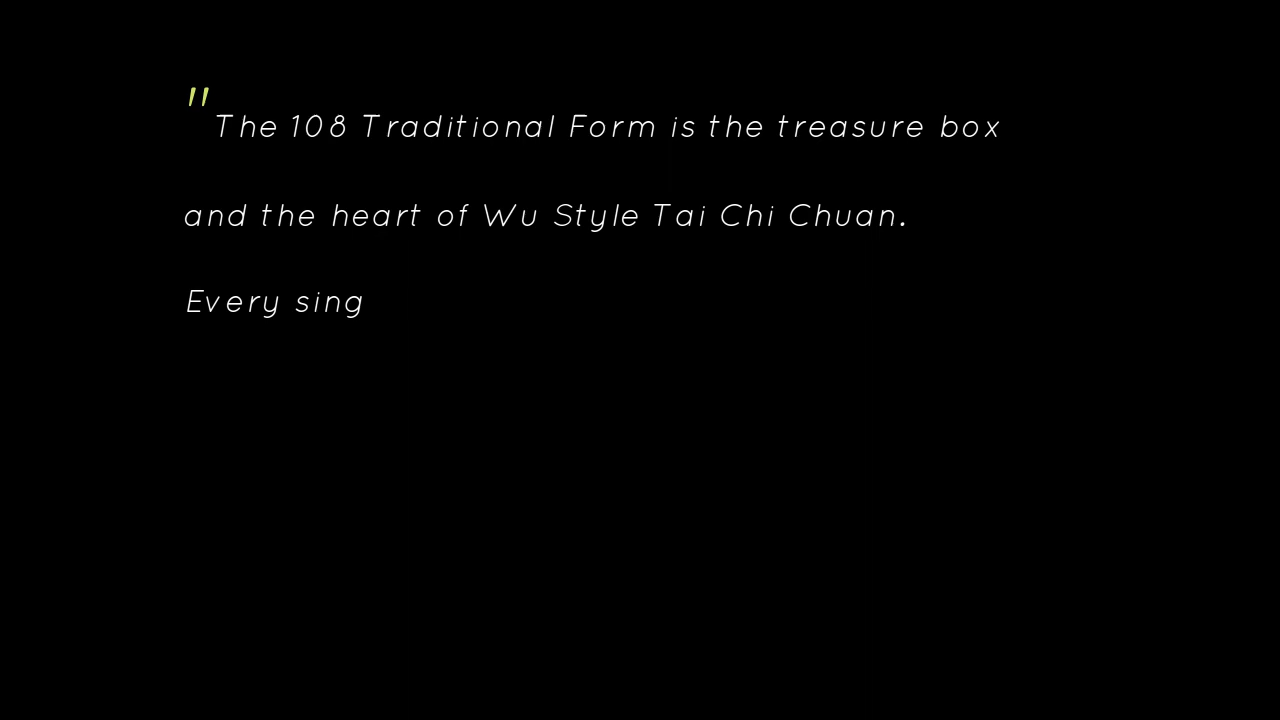 "The 108 Traditional Form is the treasure box
and the heart of Wu Style Tai Chi Chuan.
Every sing